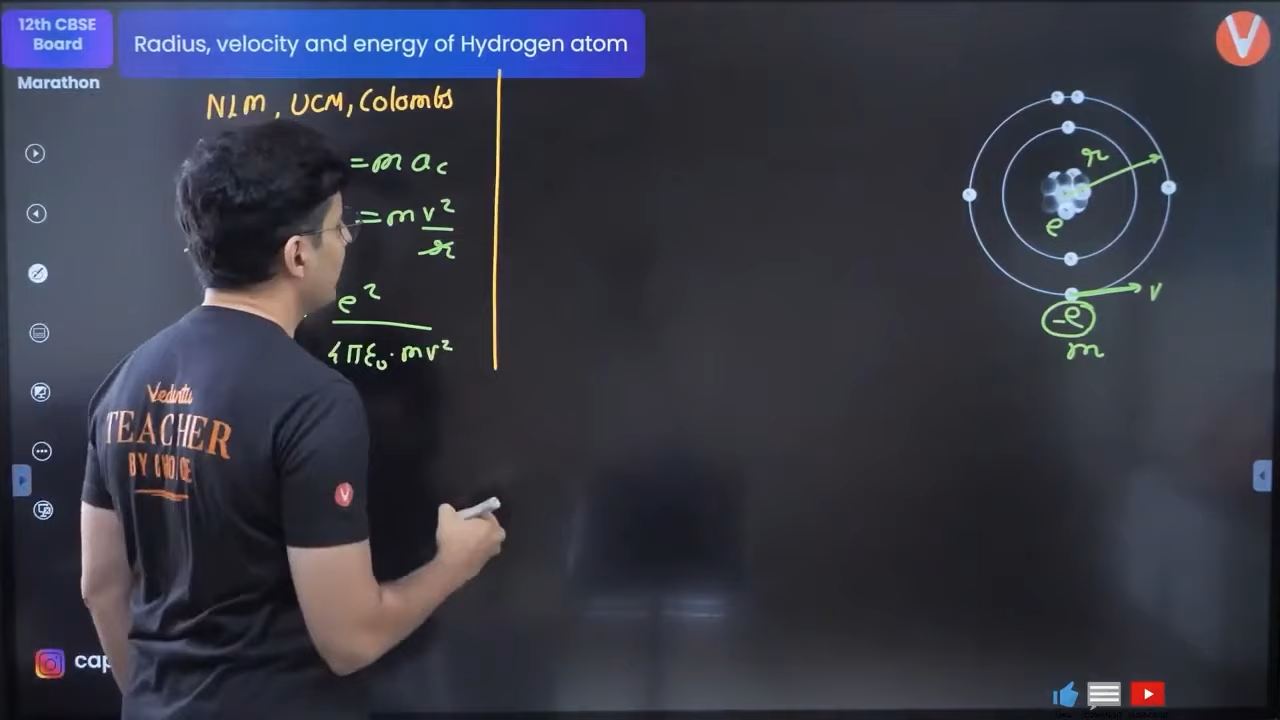 12th CBSE
Board
Marathon
Radius, velocity and energy of Hydrogen atom
NLM, UCM, Colombs
= m a_c
= m v²/r
e²
4πε₀·mv²
r
e
v
-e
m
Vedantu
TEACHER
BY CHOICE
V
cap
V